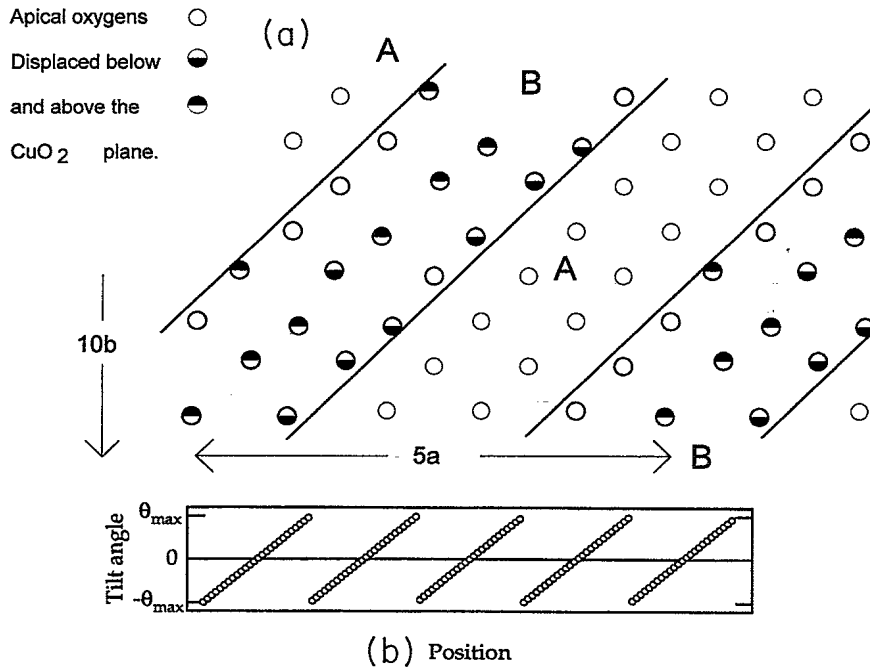 Apical oxygens
Displaced below
and above the
CuO2 plane.
(a)
A
B
A
B
10b
5a
Tilt angle
θmax
0
-θmax
(b) Position